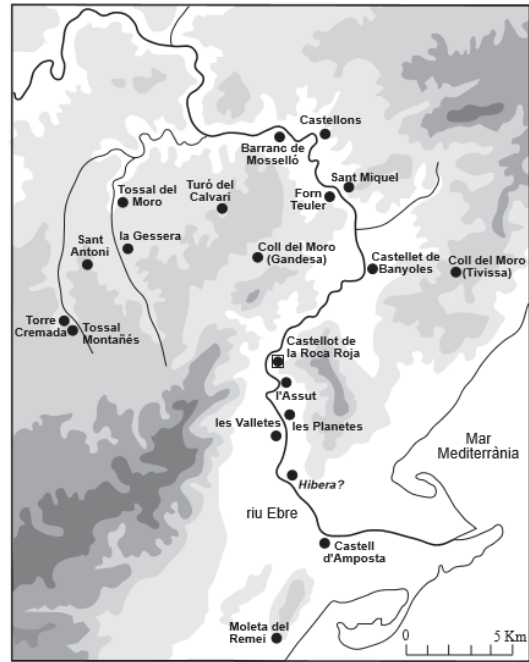 Castellons
Barranc de
Mosselló
Sant Miquel
Forn
Teuler
Turó del
Calvari
Tossal del
Moro
la Gessera
Sant
Antoni
Coll del Moro
(Gandesa)
Castellet de
Banyoles
Coll del Moro
(Tivissa)
Torre
Cremada
Tossal
Montañés
Castellot de
la Roca Roja
l'Assut
les Planetes
les Valletes
Mar
Mediterrània
Hibera?
riu Ebre
Castell
d'Amposta
Moleta del
Remei
0 5 Km